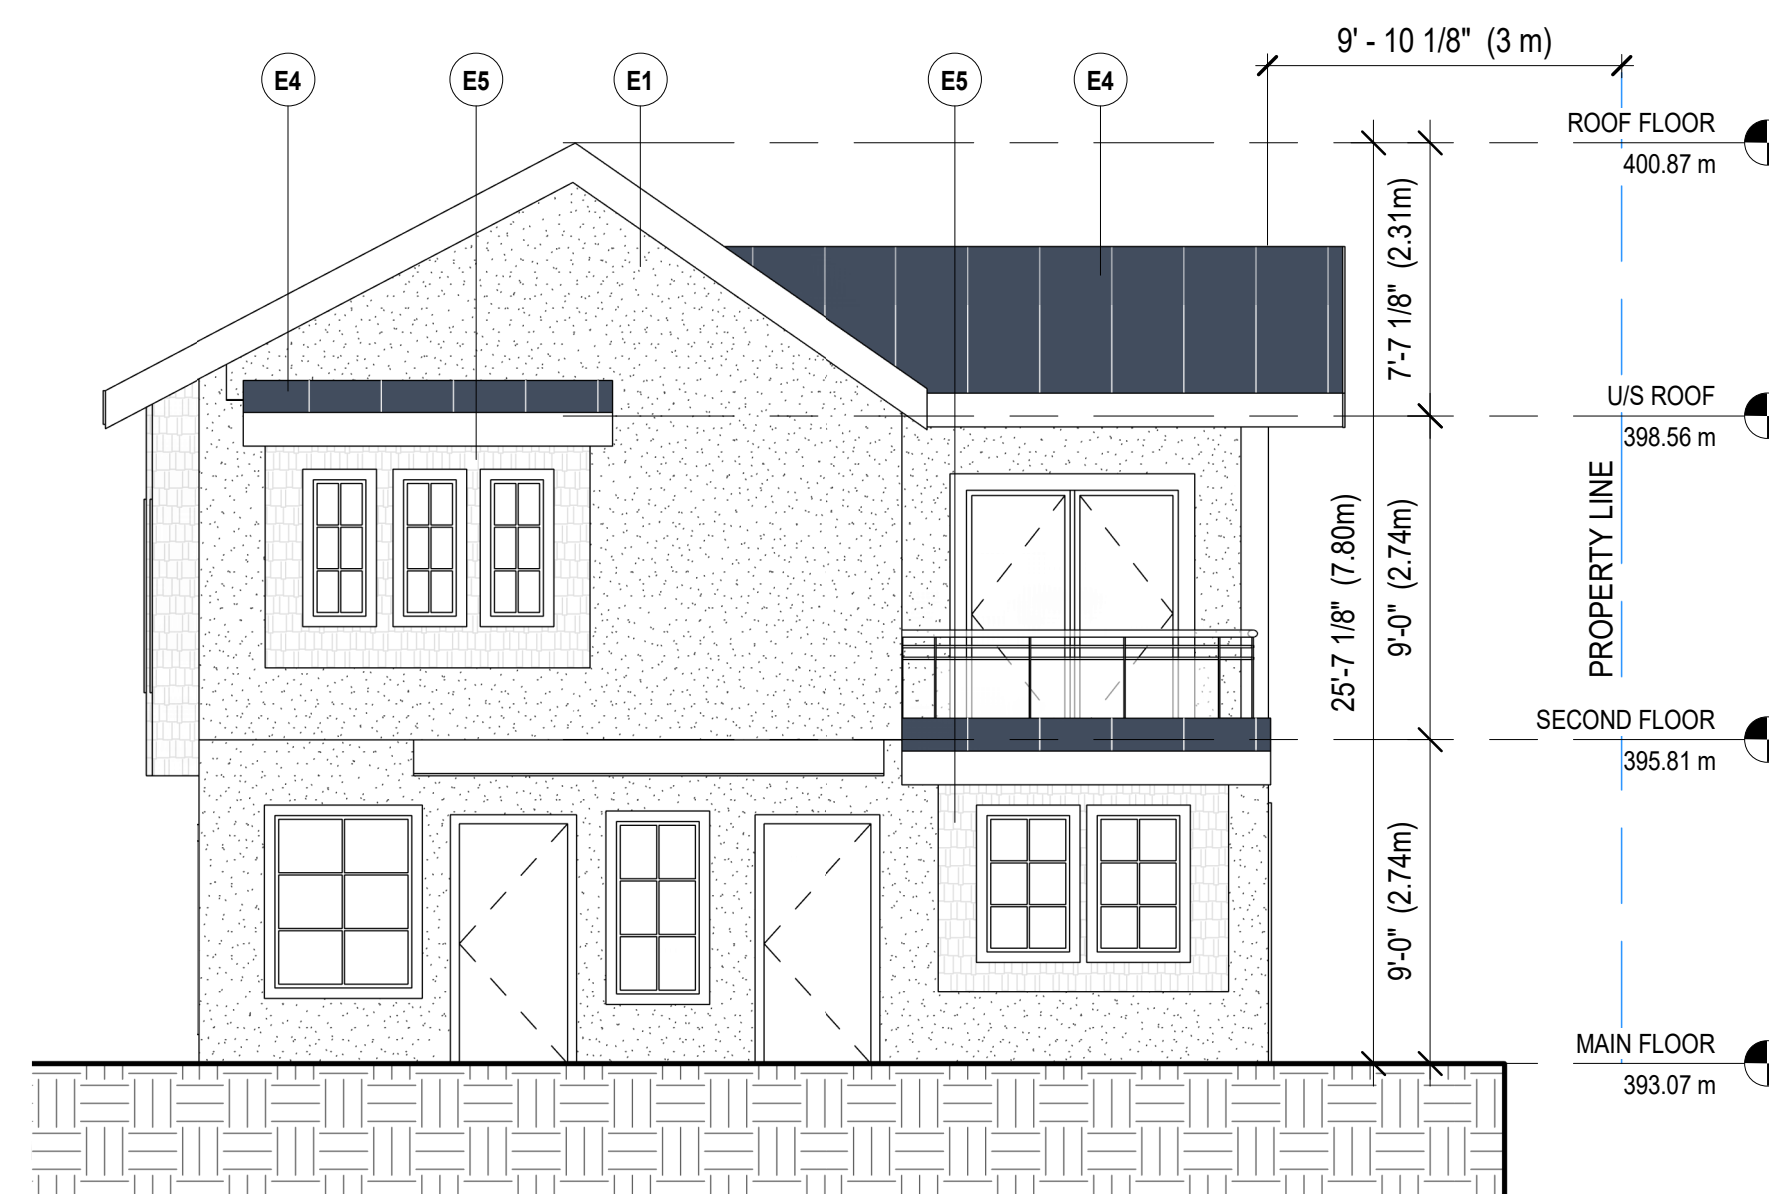 9' - 10 1/8" (3 m)
E4
E5
E1
E5
E4
ROOF FLOOR
400.87 m
7'-7 1/8" (2.31m)
U/S ROOF
398.56 m
PROPERTY LINE
25'-7 1/8" (7.80m)
9'-0" (2.74m)
SECOND FLOOR
395.81 m
9'-0" (2.74m)
MAIN FLOOR
393.07 m